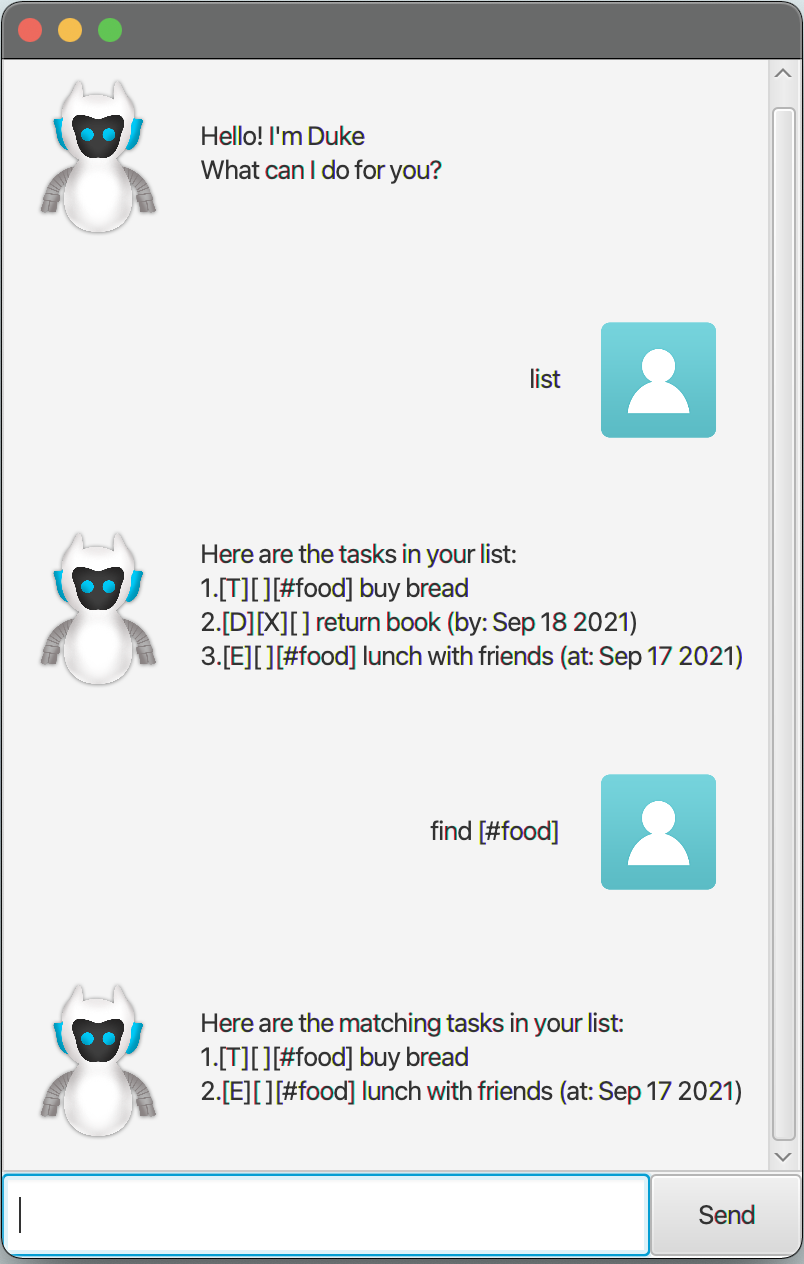 Hello! I'm Duke
What can I do for you?
list
Here are the tasks in your list:
1.[T][ ][#food] buy bread
2.[D][X][ ] return book (by: Sep 18 2021)
3.[E][ ][#food] lunch with friends (at: Sep 17 2021)
find [#food]
Here are the matching tasks in your list:
1.[T][ ][#food] buy bread
2.[E][ ][#food] lunch with friends (at: Sep 17 2021)
Send